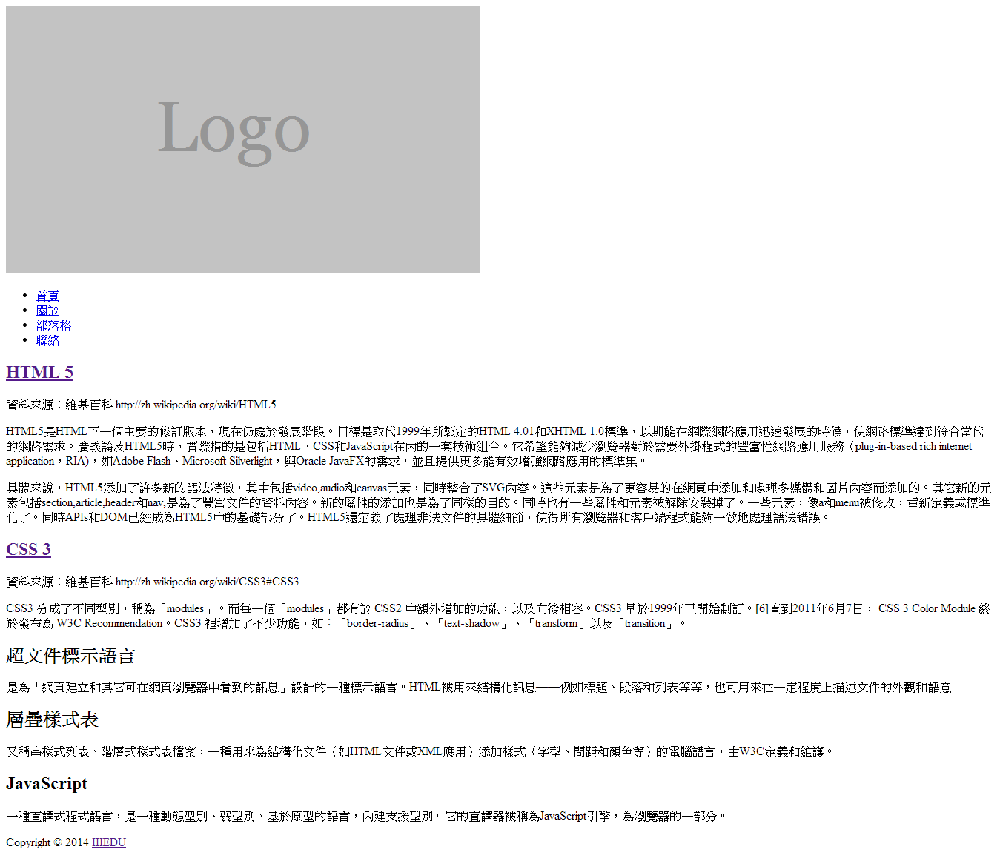 Logo
首頁
關於
部落格
聯絡
HTML 5
資料來源：維基百科 http://zh.wikipedia.org/wiki/HTML5
HTML5是HTML下一個主要的修訂版本，現在仍處於發展階段。目標是取代1999年所製定的HTML 4.01和XHTML 1.0標準，以期能在網際網路應用迅速發展的時候，使網路標準達到符合當代
的網路需求。廣義論及HTML5時，實際指的是包括HTML、CSS和JavaScript在內的一套技術組合。它希望能夠減少瀏覽器對於需要外掛程式的豐富性網路應用服務（plug-in-based rich internet
application，RIA)，如Adobe Flash、Microsoft Silverlight，與Oracle JavaFX的需求，並且提供更多能有效增強網路應用的標準集。
具體來說，HTML5添加了許多新的語法特徵，其中包括video,audio和canvas元素，同時整合了SVG內容。這些元素是為了更容易的在網頁中添加和處理多媒體和圖片內容而添加的。其它新的元
素包括section,article,header和nav,是為了豐富文件的資料內容。新的屬性的添加也是為了同樣的目的。同時也有一些屬性和元素被解除安裝掉了。一些元素，像a和menu被修改，重新定義或標準
化了。同時APIs和DOM已經成為HTML5中的基礎部分了。HTML5還定義了處理非法文件的具體細節，使得所有瀏覽器和客戶端程式能夠一致地處理語法錯誤。
CSS 3
資料來源：維基百科 http://zh.wikipedia.org/wiki/CSS3#CSS3
CSS3 分成了不同型別，稱為「modules」。而每一個「modules」都有於 CSS2 中額外增加的功能，以及向後相容。CSS3 早於1999年已開始制訂。[6]直到2011年6月7日， CSS 3 Color Module 終
於發布為 W3C Recommendation。CSS3 裡增加了不少功能，如：「border-radius」、「text-shadow」、「transform」以及「transition」。
超文件標示語言
是為「網頁建立和其它可在網頁瀏覽器中看到的訊息」設計的一種標示語言。HTML被用來結構化訊息——例如標題、段落和列表等等，也可用來在一定程度上描述文件的外觀和語意。
層疊樣式表
又稱串樣式列表、階層式樣式表檔案，一種用來為結構化文件（如HTML文件或XML應用）添加樣式（字型、間距和顏色等）的電腦語言，由W3C定義和維護。
JavaScript
一種直譯式程式語言，是一種動態型別、弱型別、基於原型的語言，內建支援型別。它的直譯器被稱為JavaScript引擎，為瀏覽器的一部分。
Copyright © 2014 IIIEDU